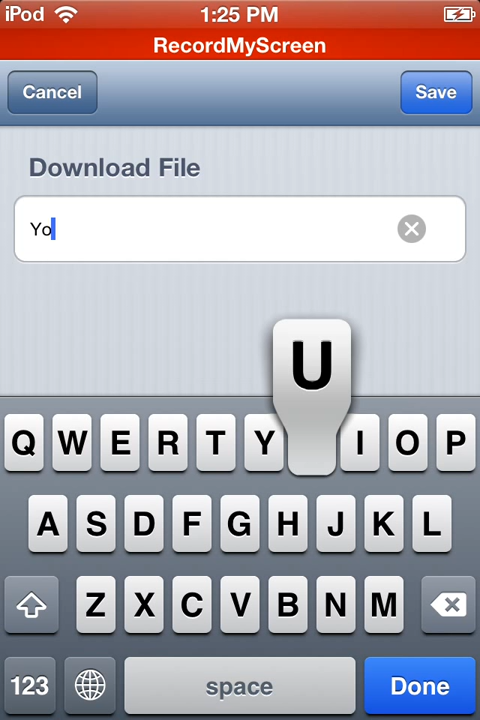 iPod 1:25 PM
RecordMyScreen
Cancel Save
Download File
Yo
U
Q W E R T Y I O P
A S D F G H J K L
Z X C V B N M
123 space Done